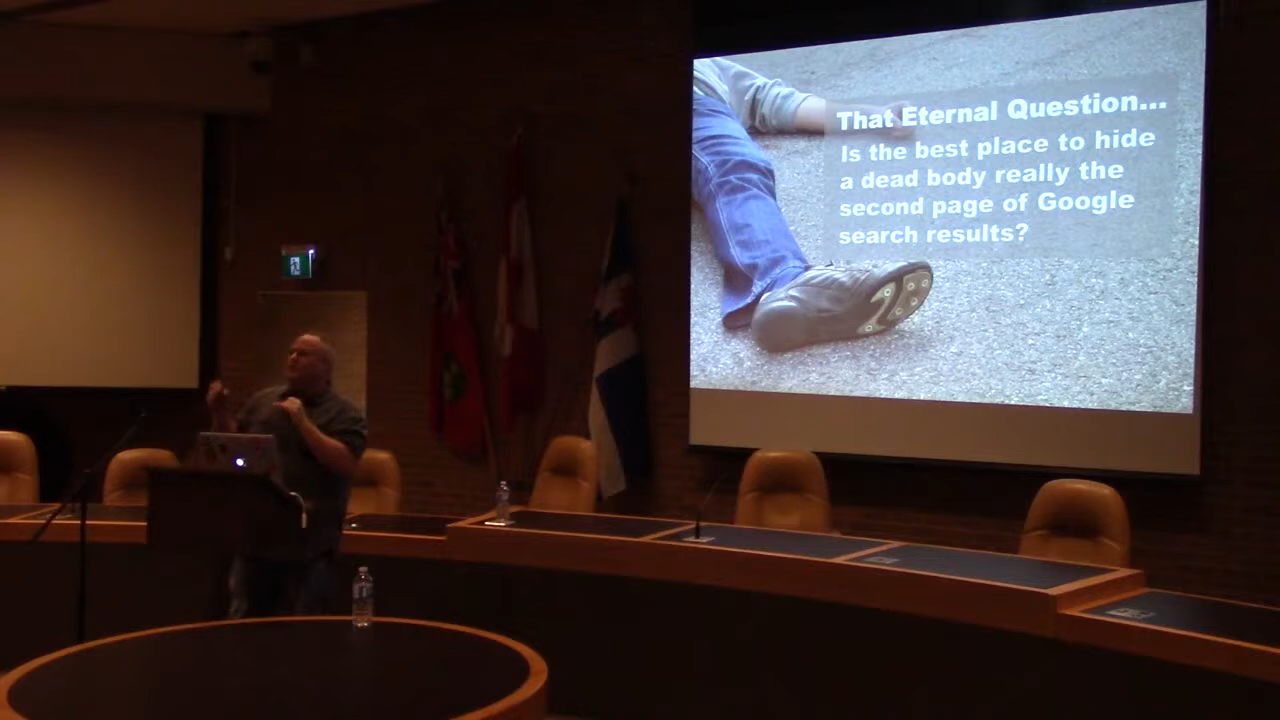 That Eternal Question...
Is the best place to hide
a dead body really the
second page of Google
search results?